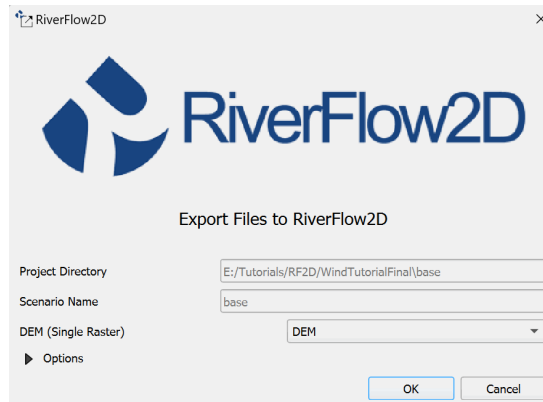 RiverFlow2D
RiverFlow2D
Export Files to RiverFlow2D
Project Directory
E:/Tutorials/RF2D/WindTutorialFinal\base
Scenario Name
base
DEM (Single Raster)
DEM
Options
OK
Cancel